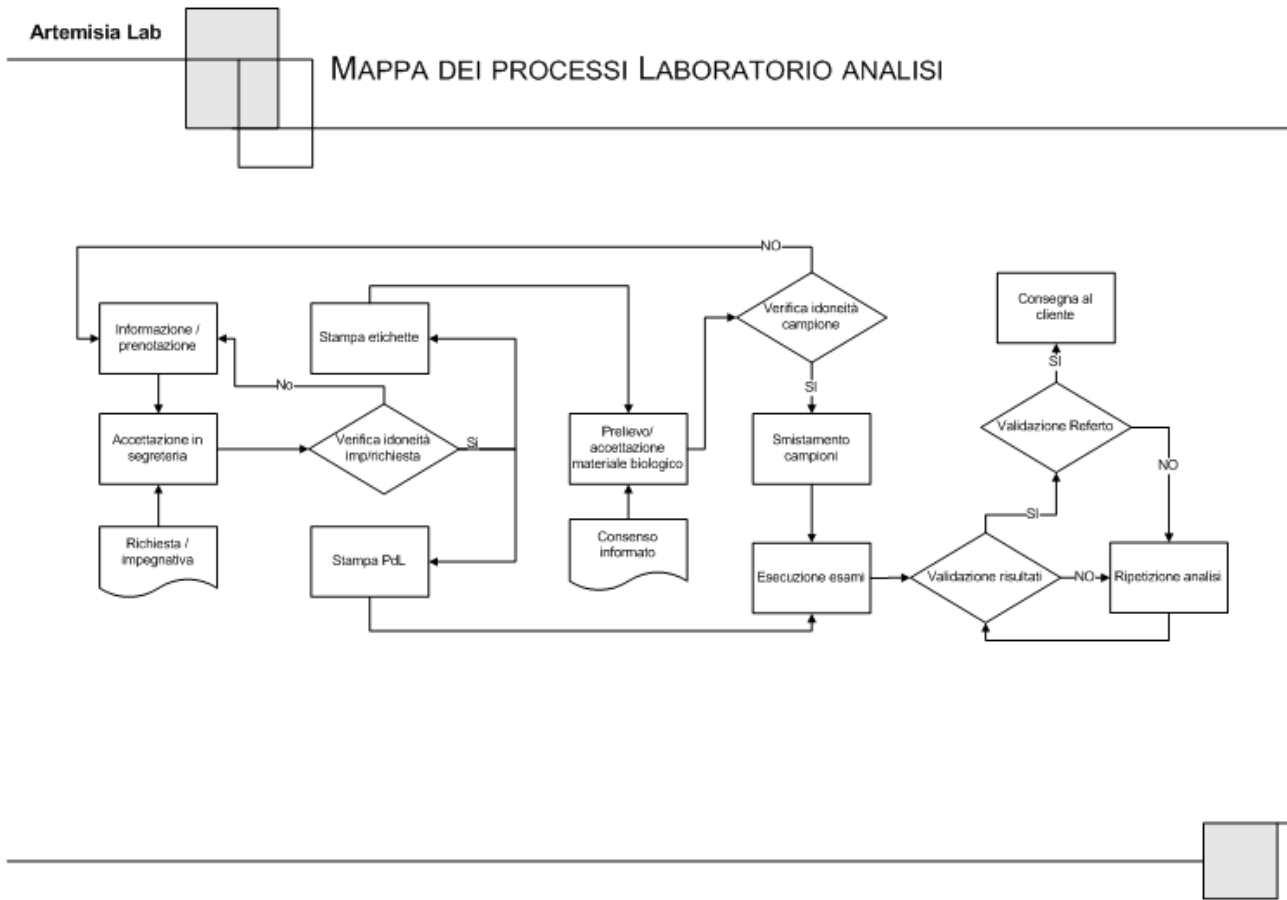 Artemisia Lab
MAPPA DEI PROCESSI LABORATORIO ANALISI
NO
Informazione /
prenotazione
Stampa etichette
Verifica idoneità
campione
Consegna al
cliente
No
SI
SI
Accettazione in
segreteria
Verifica idoneità
imp/richiesta
Si
Prelievo/
accettazione
materiale biologico
Smistamento
campioni
Validazione Referto
NO
SI
Richiesta /
impegnativa
Stampa PdL
Consenso
informato
Esecuzione esami
Validazione risultati
NO
Ripetizione analisi